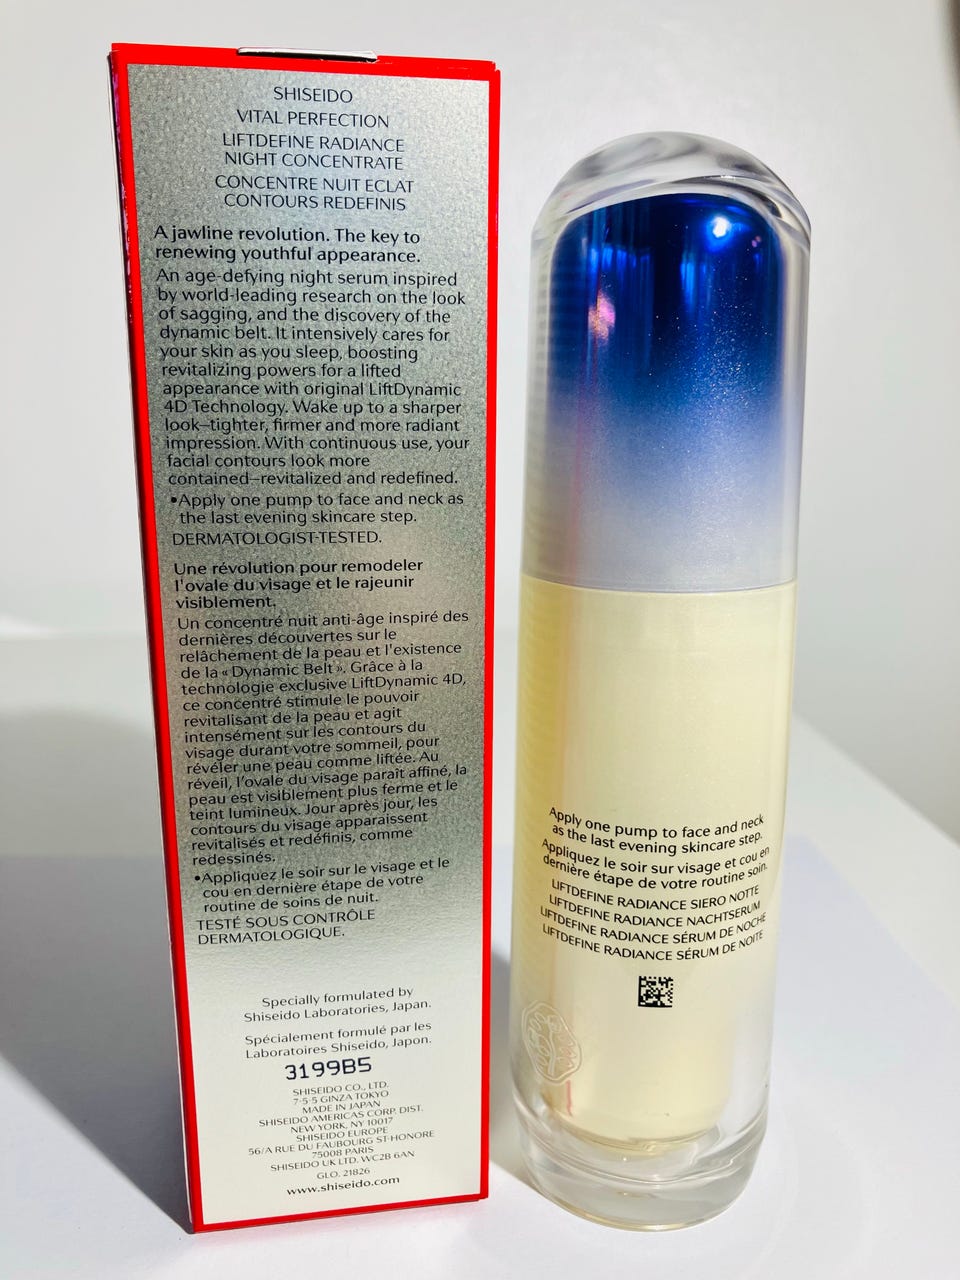 SHISEIDO
VITAL PERFECTION
LIFTDEFINE RADIANCE
NIGHT CONCENTRATE
CONCENTRE NUIT ECLAT
CONTOURS REDEFINIS
A jawline revolution. The key to
renewing youthful appearance.
An age-defying night serum inspired
by world-leading research on the look
of sagging, and the discovery of the
dynamic belt. It intensively cares for
your skin as you sleep, boosting
revitalizing powers for a lifted
appearance with original LiftDynamic
4D Technology. Wake up to a sharper
look—tighter, firmer and more radiant
impression. With continuous use, your
facial contours look more
contained—revitalized and redefined.
•Apply one pump to face and neck as
the last evening skincare step.
DERMATOLOGIST-TESTED.
Une révolution pour remodeler
l'ovale du visage et le rajeunir
visiblement.
Un concentré nuit anti-âge inspiré des
dernières découvertes sur le
relâchement de la peau et l'existence
de la « Dynamic Belt ». Grâce à la
technologie exclusive LiftDynamic 4D,
ce concentré stimule le pouvoir
revitalisant de la peau et agit
intensément sur les contours du
visage durant votre sommeil, pour
révéler une peau comme liftée. Au
réveil, l'ovale du visage paraît affiné, la
peau est visiblement plus ferme et le
teint lumineux. Jour après jour, les
contours du visage apparaissent
revitalisés et redéfinis, comme
redessinés.
•Appliquez le soir sur le visage et le
cou en dernière étape de votre
routine de soins de nuit.
TESTÉ SOUS CONTRÔLE
DERMATOLOGIQUE.
Specially formulated by
Shiseido Laboratories, Japan.
Spécialement formulé par les
Laboratoires Shiseido, Japon.
3199B5
SHISEIDO CO., LTD.
7-5-5 GINZA TOKYO
MADE IN JAPAN
SHISEIDO AMERICAS CORP. DIST.
NEW YORK, NY 10017
SHISEIDO EUROPE
56/A RUE DU FAUBOURG ST-HONORE
75008 PARIS
SHISEIDO UK LTD. WC2B 6AN
GLO. 21826
www.shiseido.com
Apply one pump to face and neck
as the last evening skincare step.
Appliquez le soir sur visage et cou en
dernière étape de votre routine soin.
LIFTDEFINE RADIANCE SIERO NOTTE
LIFTDEFINE RADIANCE NACHTSERUM
LIFTDEFINE RADIANCE SÉRUM DE NOCHE
LIFTDEFINE RADIANCE SÉRUM DE NOITE